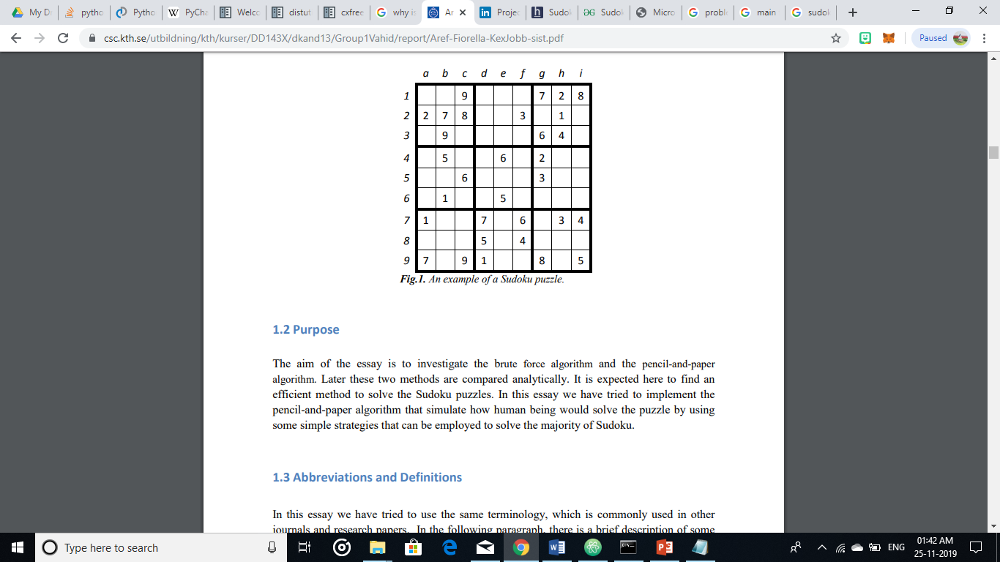 My D
pytho
Pytho
PyCha
Welco
distut
cxfree
why is
Ar
Projec
Sudo
Sudo
Micro
proble
main
sudok
csc.kth.se/utbildning/kth/kurser/DD143X/dkand13/Group1Vahid/report/Aref-Fiorella-KexJobb-sist.pdf
Paused
a b c d e f g h i
1 9 7 2 8
2 2 7 8 3 1
3 9 6 4
4 5 6 2
5 6 3
6 1 5
7 1 7 6 3 4
8 5 4
9 7 9 1 8 5
Fig.1. An example of a Sudoku puzzle.
1.2 Purpose
The aim of the essay is to investigate the brute force algorithm and the pencil-and-paper
algorithm. Later these two methods are compared analytically. It is expected here to find an
efficient method to solve the Sudoku puzzles. In this essay we have tried to implement the
pencil-and-paper algorithm that simulate how human being would solve the puzzle by using
some simple strategies that can be employed to solve the majority of Sudoku.
1.3 Abbreviations and Definitions
In this essay we have tried to use the same terminology, which is commonly used in other
journals and research papers. In the following paragraph, there is a brief description of some
Type here to search
ENG
01:42 AM
25-11-2019